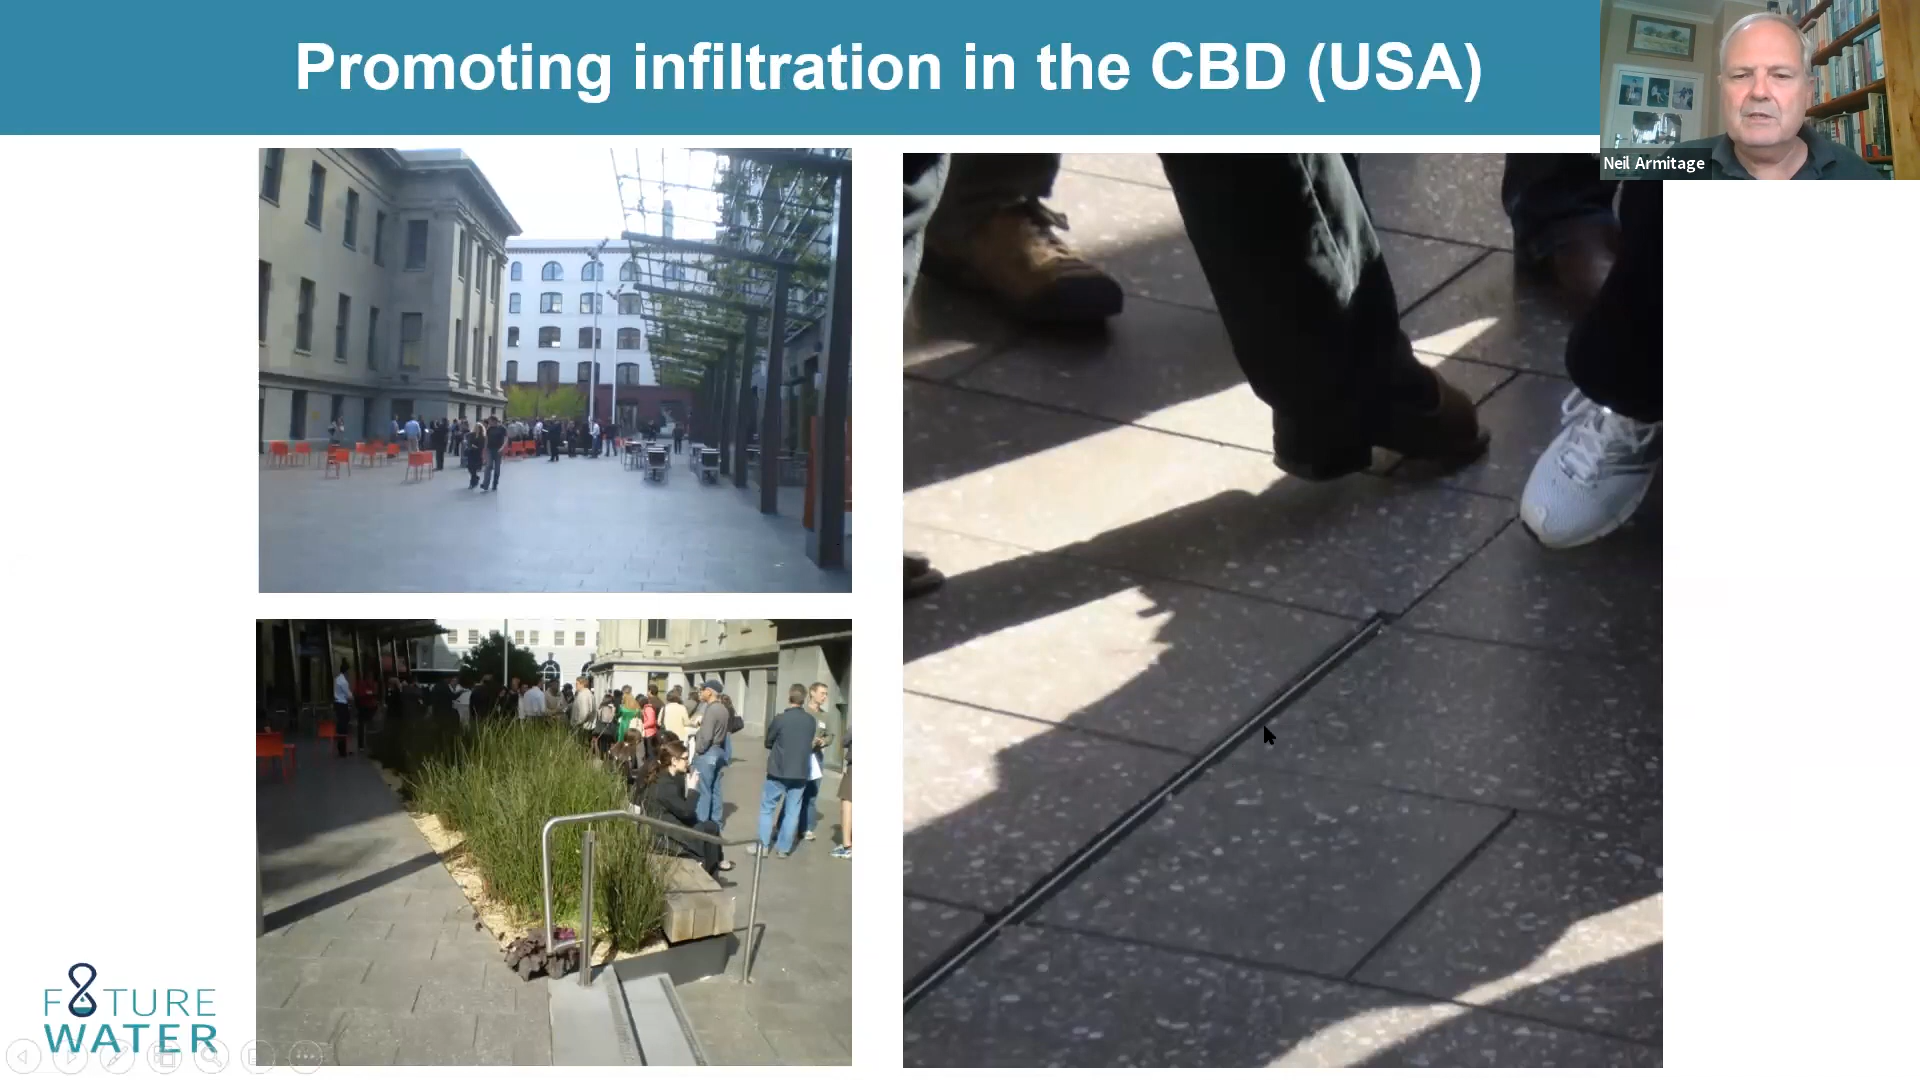 Promoting infiltration in the CBD (USA)
Neil Armitage
FUTURE
WATER